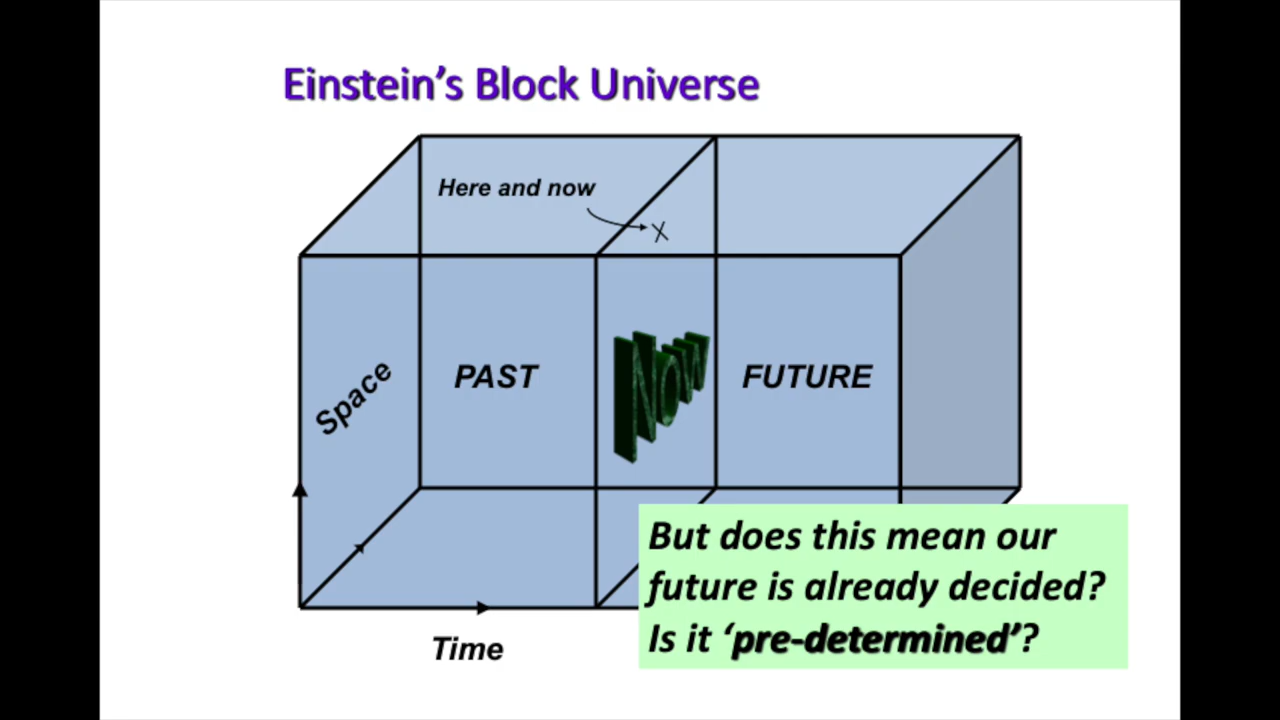 Einstein’s Block Universe
Here and now
X
Space
PAST
Now
FUTURE
But does this mean our
future is already decided?
Is it ‘pre-determined’?
Time